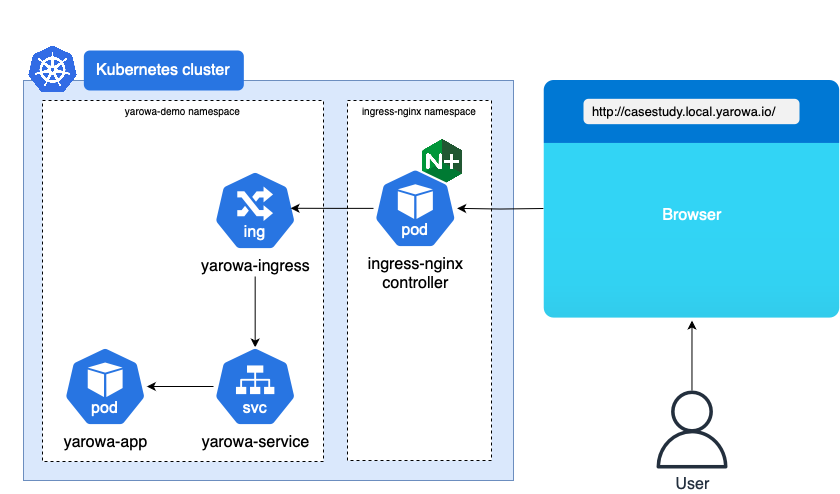 Kubernetes cluster
yarowa-demo namespace
ingress-nginx namespace
http://casestudy.local.yarowa.io/
N+
ing
pod
Browser
yarowa-ingress
ingress-nginx
controller
pod
svc
yarowa-app
yarowa-service
User